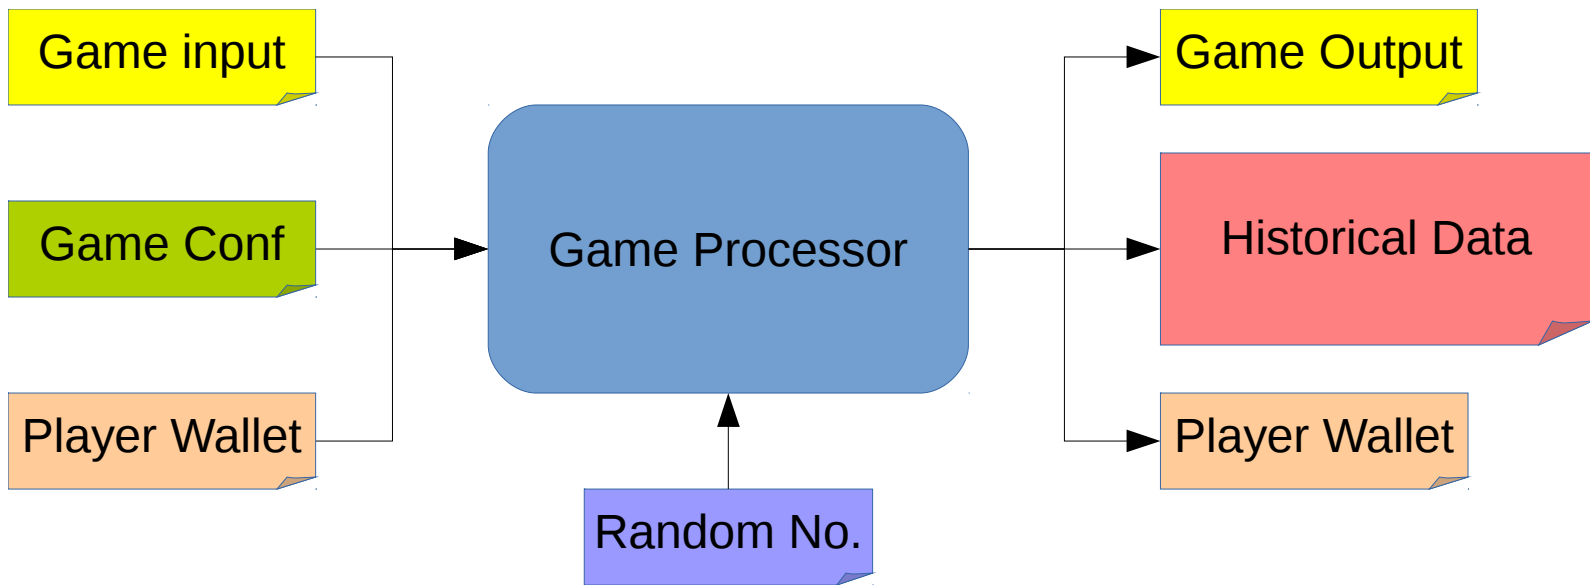 Game input
Game Output
Game Conf
Game Processor
Historical Data
Player Wallet
Player Wallet
Random No.